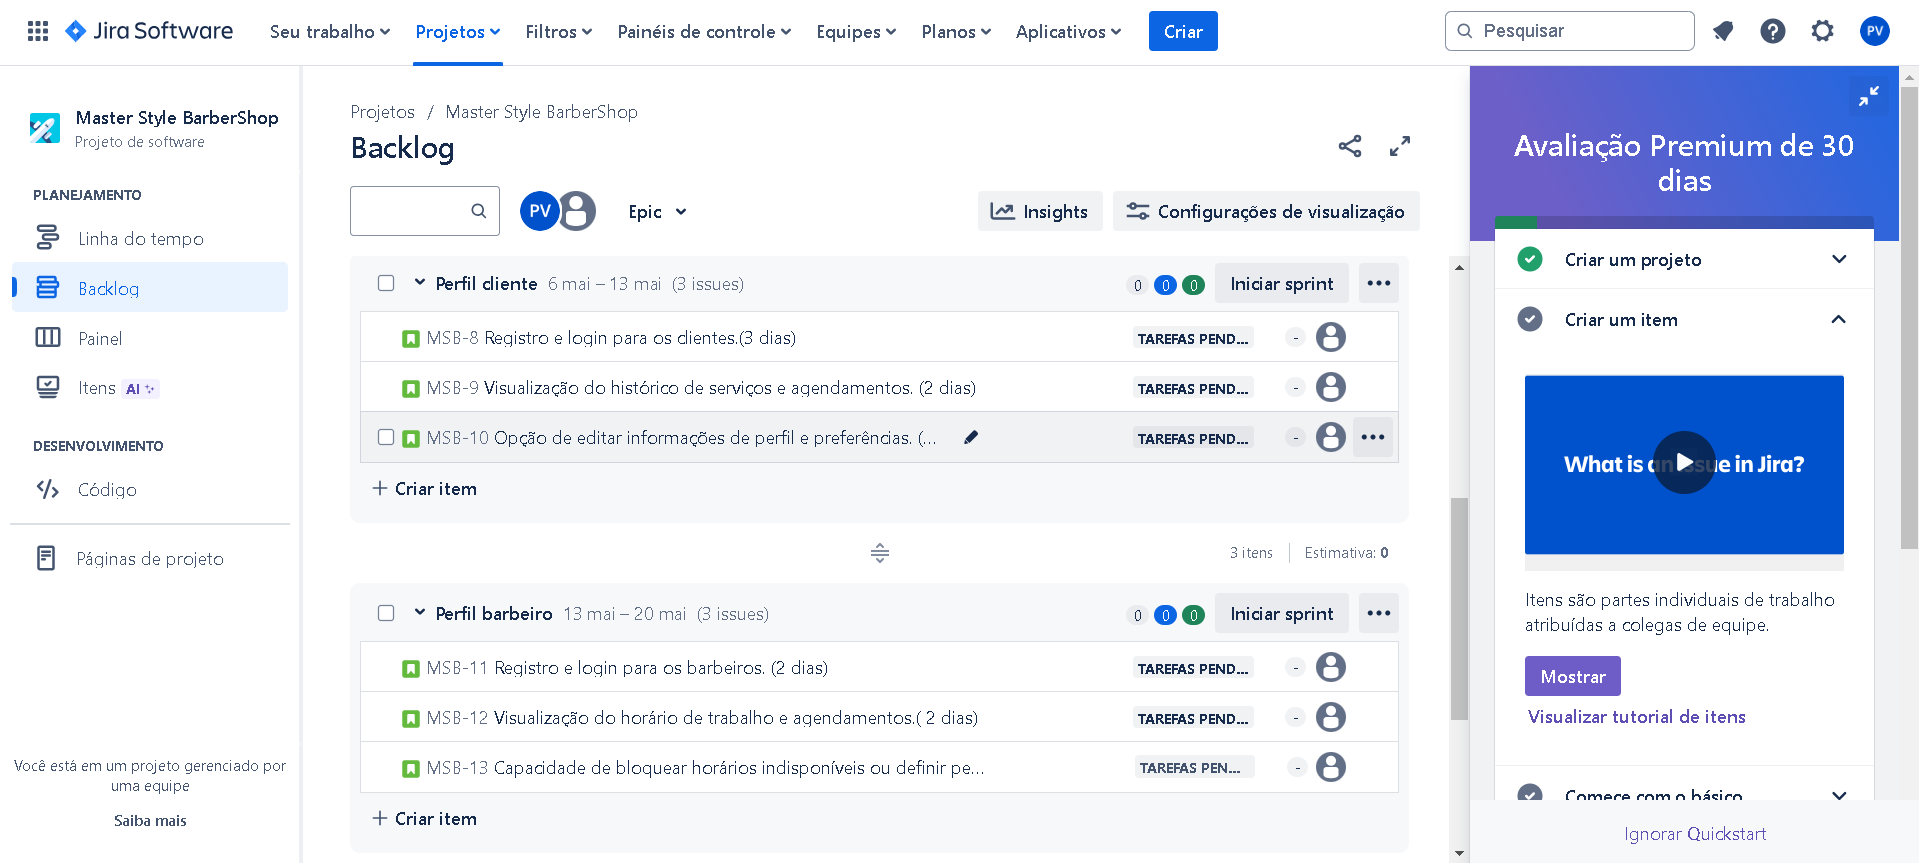 Jira Software
Seu trabalho
Projetos
Filtros
Painéis de controle
Equipes
Planos
Aplicativos
Criar
Pesquisar
PV
Master Style BarberShop
Projeto de software
PLANEJAMENTO
Linha do tempo
Backlog
Painel
Itens AI
DESENVOLVIMENTO
Código
Páginas de projeto
Você está em um projeto gerenciado por
uma equipe
Saiba mais
Projetos / Master Style BarberShop
Backlog
PV
Epic
Insights
Configurações de visualização
Perfil cliente 6 mai – 13 mai (3 issues)
0 0 0
Iniciar sprint
MSB-8 Registro e login para os clientes.(3 dias)
TAREFAS PEND... -
MSB-9 Visualização do histórico de serviços e agendamentos. (2 dias)
TAREFAS PEND... -
MSB-10 Opção de editar informações de perfil e preferências. (...
TAREFAS PEND... -
+ Criar item
3 itens
Estimativa: 0
Perfil barbeiro 13 mai – 20 mai (3 issues)
0 0 0
Iniciar sprint
MSB-11 Registro e login para os barbeiros. (2 dias)
TAREFAS PEND... -
MSB-12 Visualização do horário de trabalho e agendamentos.( 2 dias)
TAREFAS PEND... -
MSB-13 Capacidade de bloquear horários indisponíveis ou definir pe...
TAREFAS PEN... -
+ Criar item
Avaliação Premium de 30
dias
Criar um projeto
Criar um item
What is an issue in Jira?
Itens são partes individuais de trabalho
atribuídas a colegas de equipe.
Mostrar
Visualizar tutorial de itens
Comece com o básico
Ignorar Quickstart